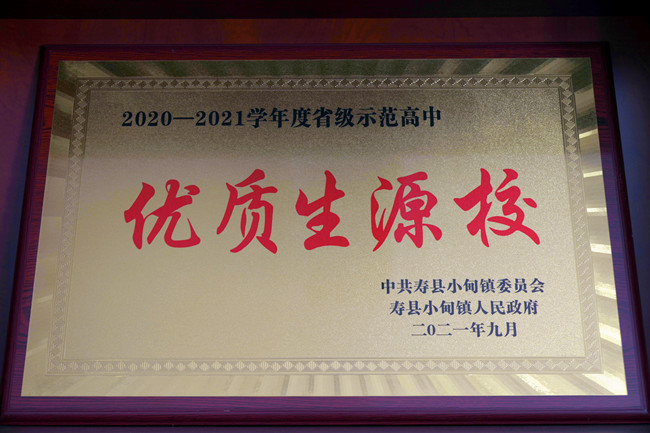 2020—2021学年度省级示范高中
优质生源校
中共寿县小甸镇委员会
寿县小甸镇人民政府
二〇二一年九月